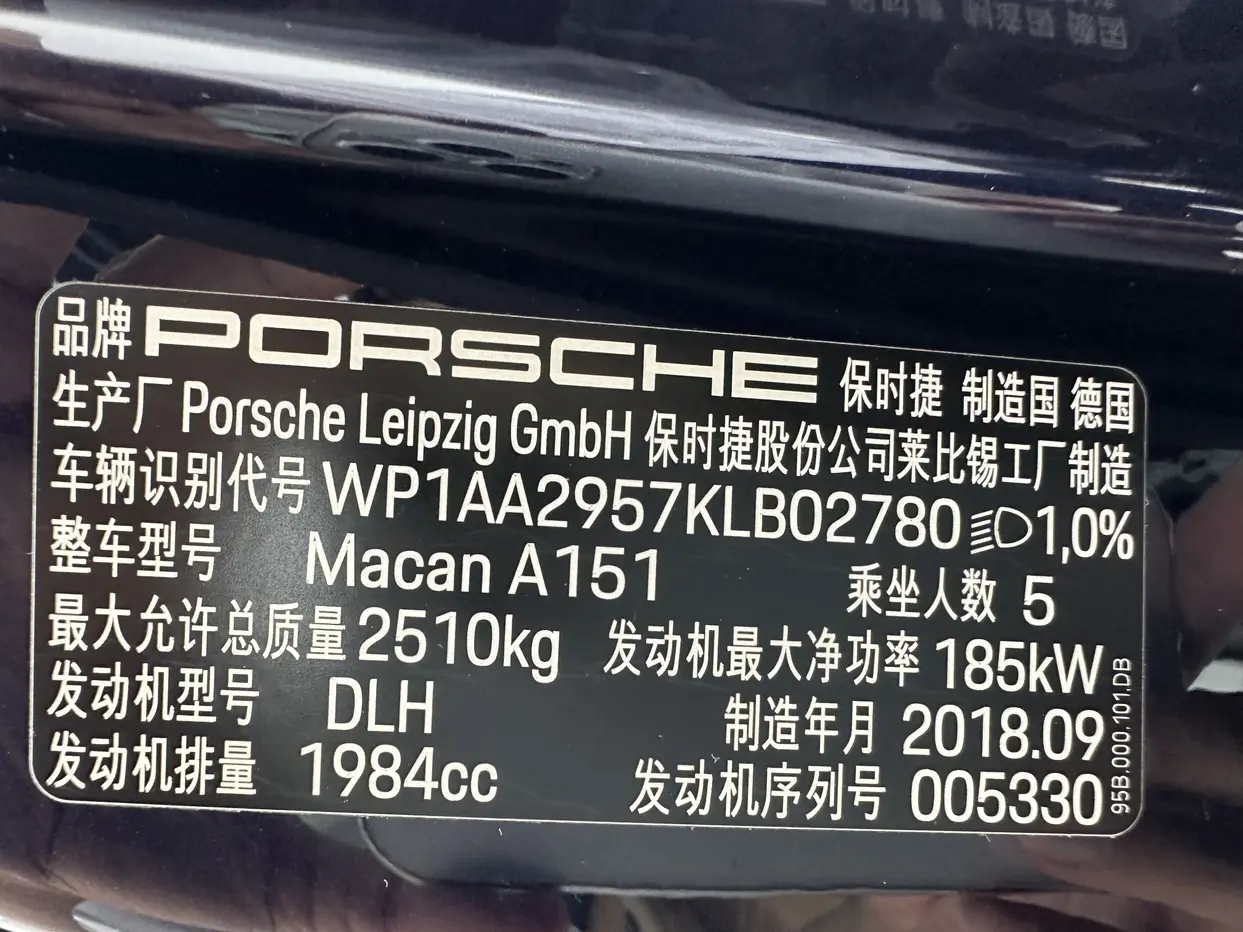 品牌 PORSCHE 保时捷 制造国 德国
生产厂 Porsche Leipzig GmbH 保时捷股份公司莱比锡工厂制造
车辆识别代号 WP1AA2957KLB02780 1,0%
整车型号 Macan A151 乘坐人数 5
最大允许总质量 2510kg 发动机最大净功率 185kW
发动机型号 DLH 制造年月 2018.09
发动机排量 1984cc 发动机序列号 005330
95B.000.101.DB